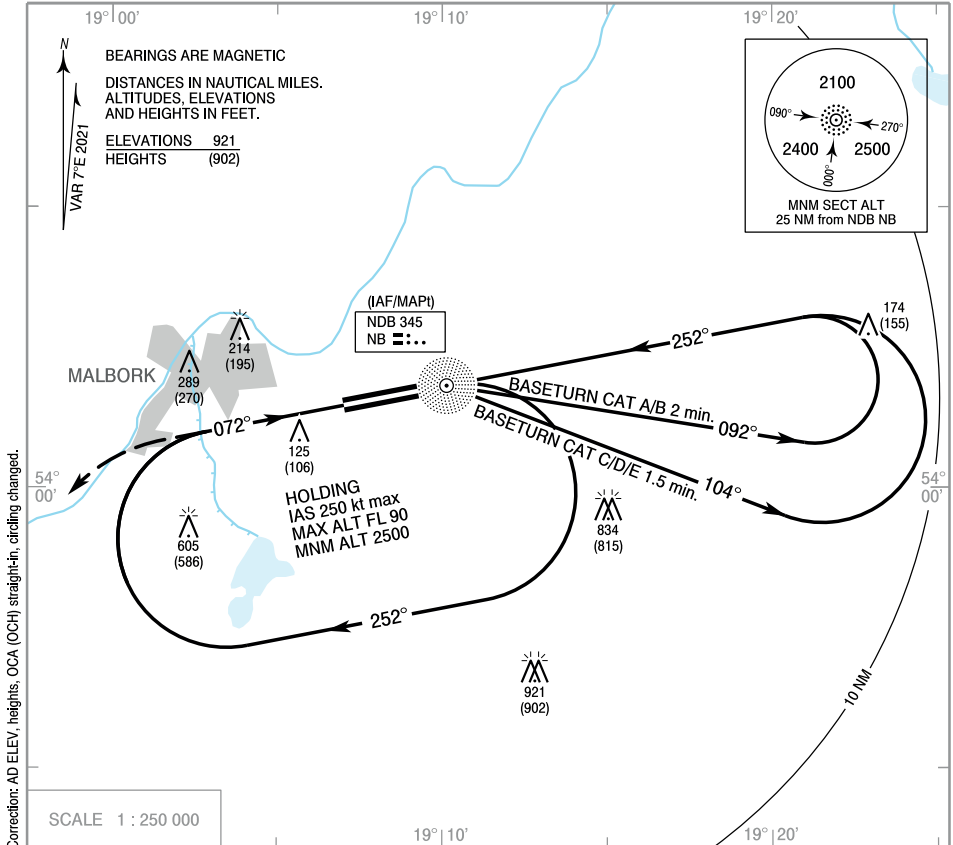 19° 00'
19° 10'
19° 20'
N
VAR 7°E 2021
BEARINGS ARE MAGNETIC
DISTANCES IN NAUTICAL MILES.
ALTITUDES, ELEVATIONS
AND HEIGHTS IN FEET.
ELEVATIONS 921
HEIGHTS (902)
2100
090°
270°
2400
2500
000°
MNM SECT ALT
25 NM from NDB NB
(IAF/MAPt)
NDB 345
NB
174
(155)
214
(195)
MALBORK
289
(270)
252°
BASETURN CAT A/B 2 min.
092°
BASETURN CAT C/D/E 1.5 min.
104°
072°
125
(106)
54°
00'
54°
00'
HOLDING
IAS 250 kt max
MAX ALT FL 90
MNM ALT 2500
605
(586)
834
(815)
252°
921
(902)
10 NM
Correction: AD ELEV, heights, OCA (OCH) straight-in, circling changed.
SCALE 1 : 250 000
19° 10'
19° 20'